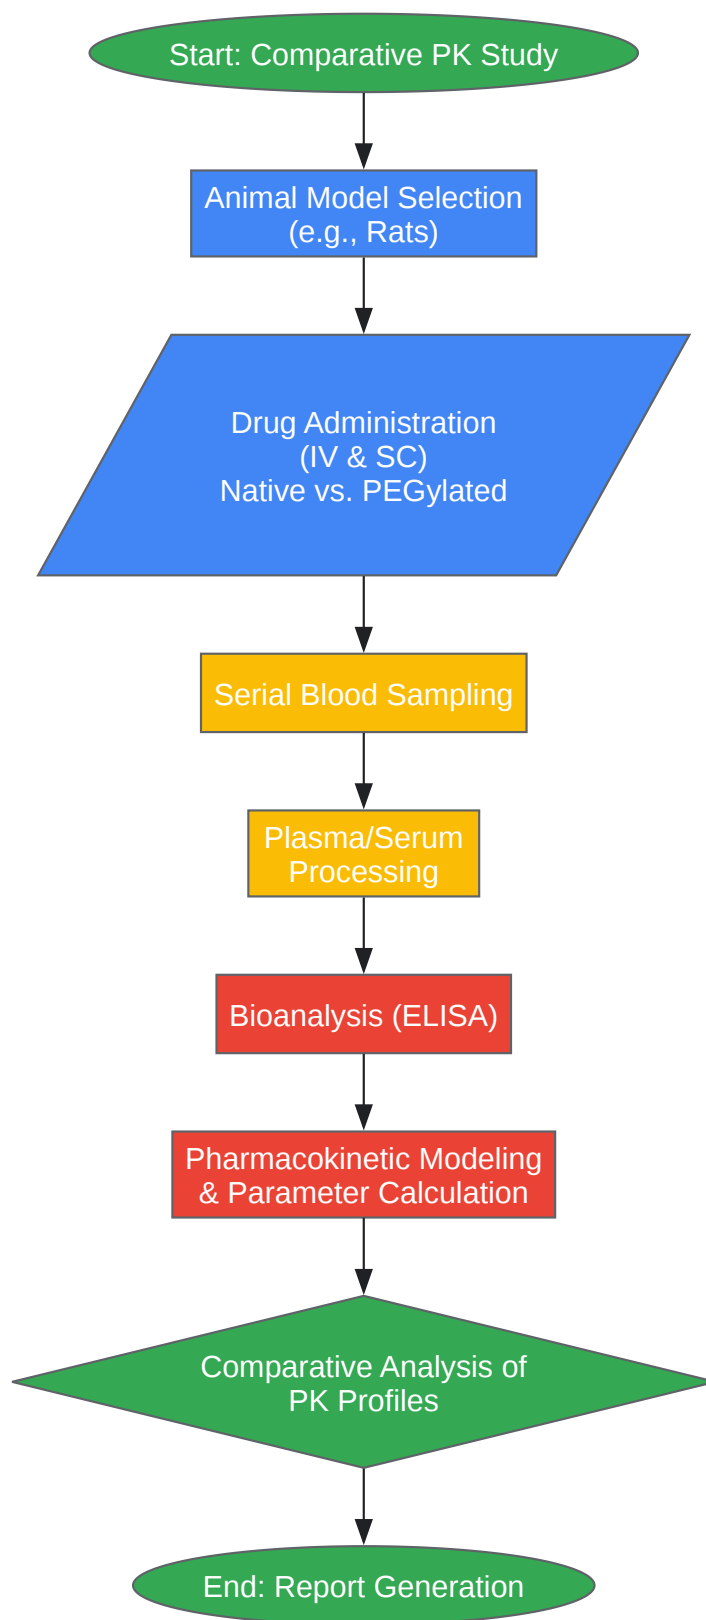 Start: Comparative PK Study
Animal Model Selection
(e.g., Rats)
Drug Administration
(IV & SC)
Native vs. PEGylated
Serial Blood Sampling
Plasma/Serum
Processing
Bioanalysis (ELISA)
Pharmacokinetic Modeling
& Parameter Calculation
Comparative Analysis of
PK Profiles
End: Report Generation